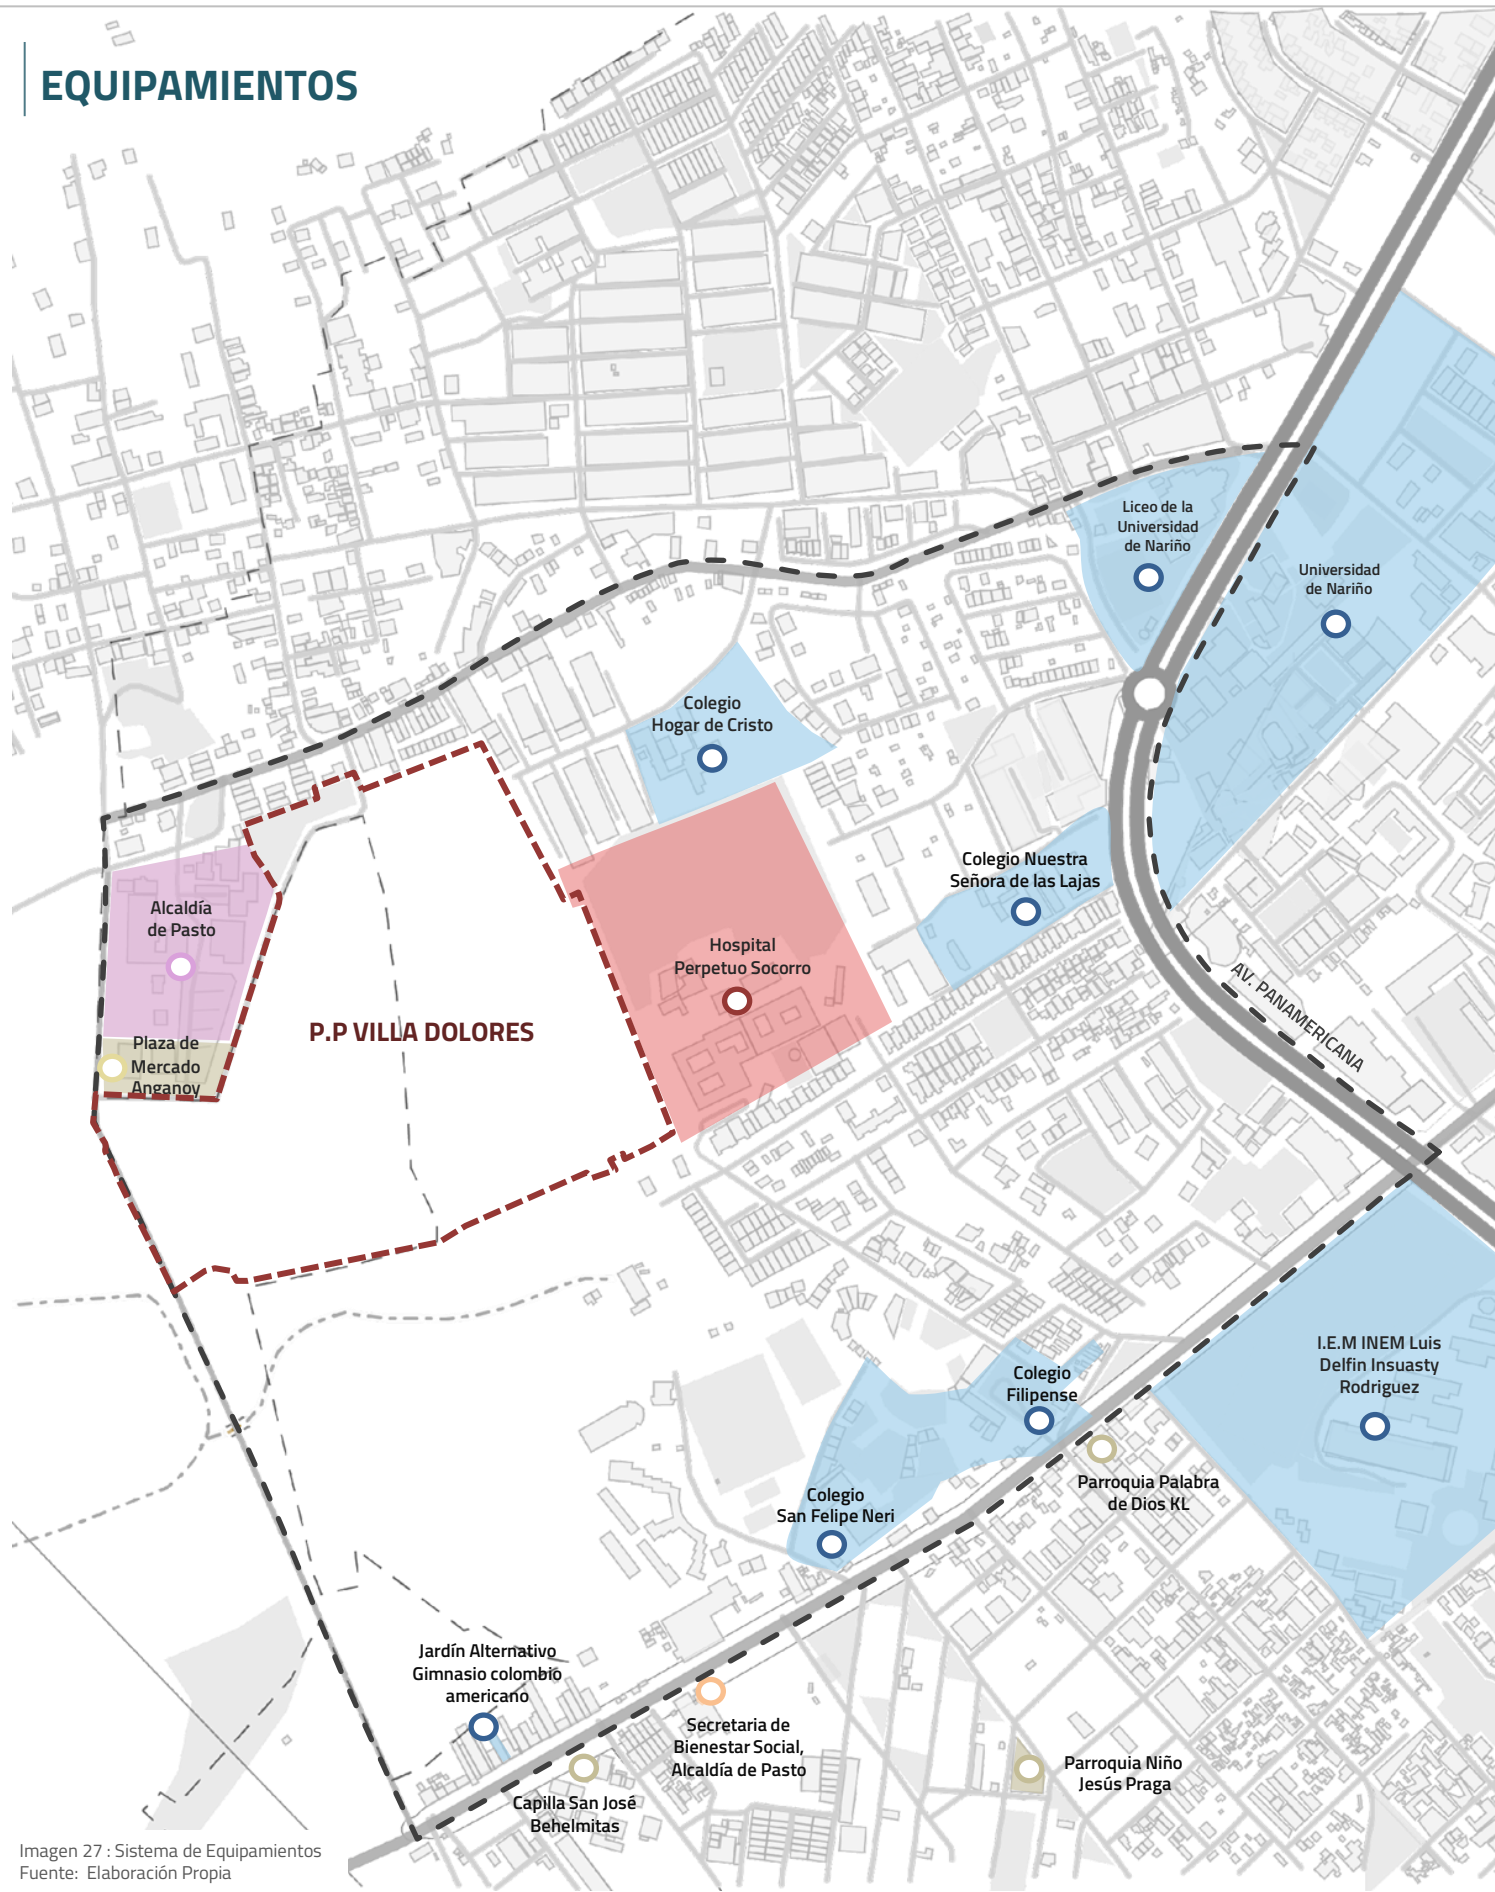 EQUIPAMIENTOS
Liceo de la
Universidad
de Nariño
Universidad
de Nariño
Colegio
Hogar de Cristo
Colegio Nuestra
Señora de las Lajas
Alcaldía
de Pasto
Hospital
Perpetuo Socorro
AV. PANAMERICANA
P.P VILLA DOLORES
Plaza de
Mercado
Anganoy
I.E.M INEM Luis
Delfin Insuasty
Rodriguez
Colegio
Filipense
Parroquia Palabra
de Dios KL
Colegio
San Felipe Neri
Jardín Alternativo
Gimnasio colombio
americano
Secretaria de
Bienestar Social,
Alcaldía de Pasto
Parroquia Niño
Jesús Praga
Capilla San José
Behelmitas
Imagen 27 : Sistema de Equipamientos
Fuente: Elaboración Propia